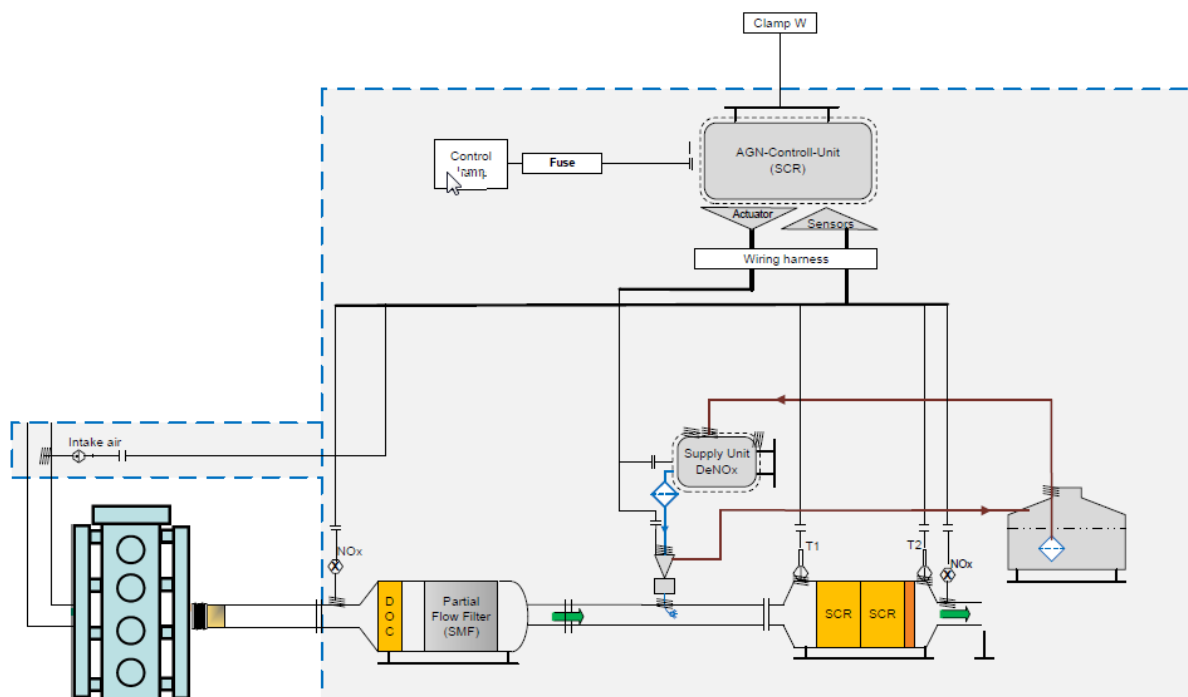 Clamp W
AGN-Controll-Unit
(SCR)
Control
Fuse
Actuator
Sensors
Wiring harness
Intake air
Supply Unit
DeNOx
NOx
T1
T2
NOx
D
O
C
Partial
Flow Filter
(SMF)
SCR
SCR